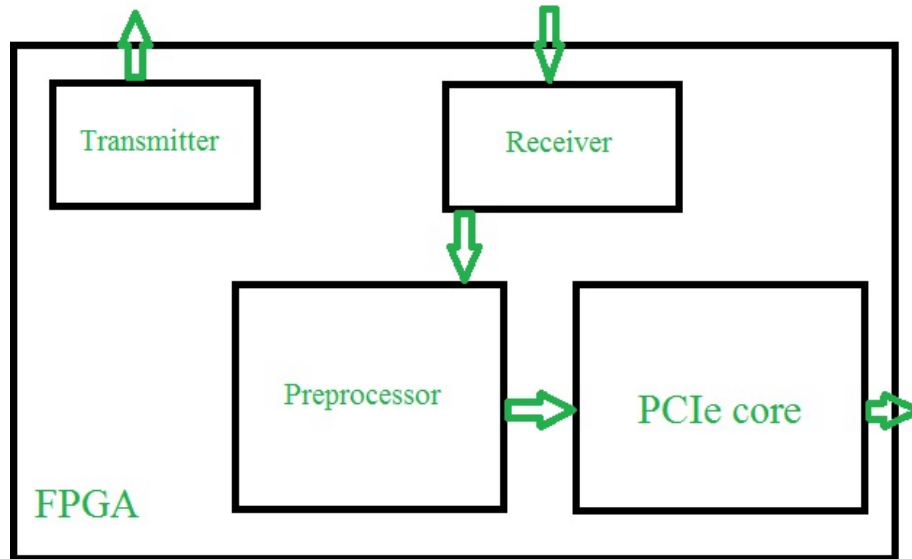 Transmitter
Receiver
Preprocessor
PCIe core
FPGA